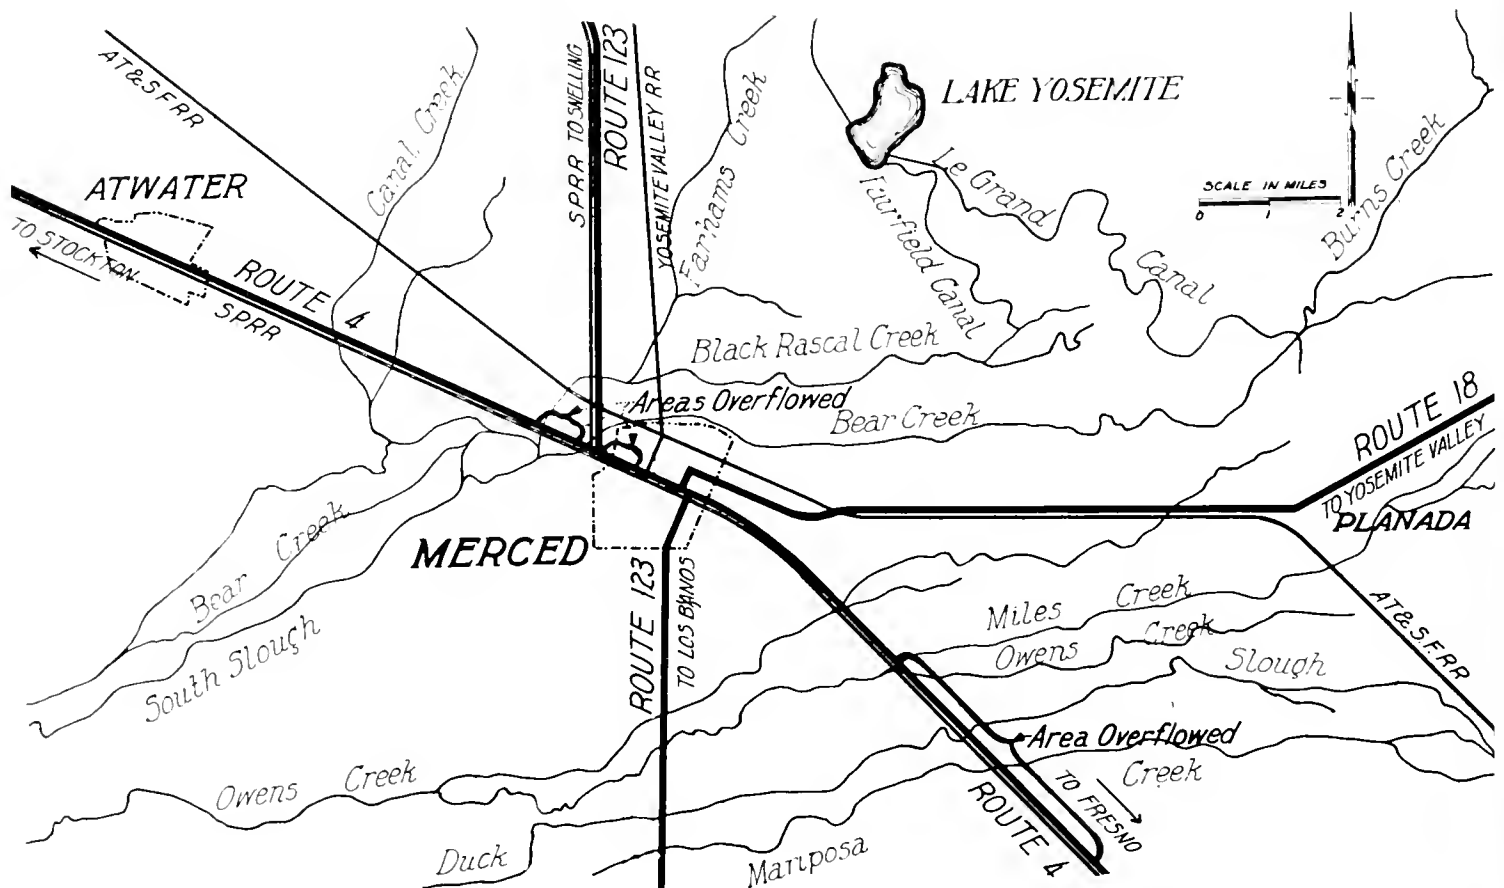 AT&SFRR
Canal Creek
SPRR TO SNELLING
ROUTE 123
YOSEMITE VALLEY RR
Farhams Creek
LAKE YOSEMITE
Le Grand
Canal
Fairfield Canal
SCALE IN MILES
0 1 2
Burns Creek
ATWATER
TO STOCKTON
ROUTE 4
SPRR
Black Rascal Creek
Areas Overflowed
Bear Creek
ROUTE 18
TO YOSEMITE VALLEY
PLANADA
MERCED
Bear Creek
South Slough
ROUTE 123
TO LOS BANOS
Miles Creek
Owens Creek
Slough
AT&S.F.RR
Area Overflowed
Creek
TO FRESNO
ROUTE 4
Owens Creek
Duck
Mariposa